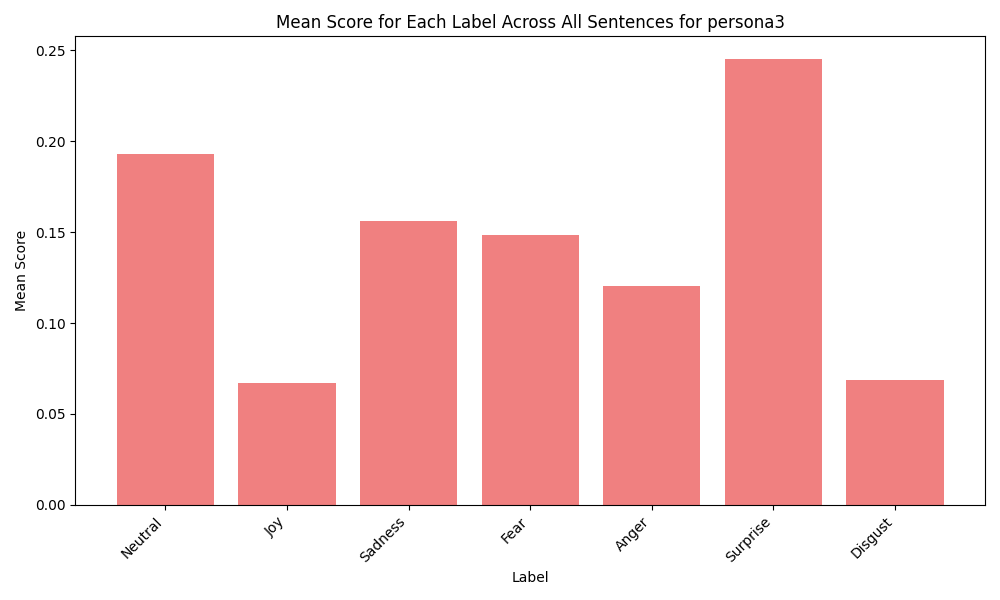 Mean Score for Each Label Across All Sentences for persona3
Mean Score
0.25
0.20
0.15
0.10
0.05
0.00
Neutral
Joy
Sadness
Fear
Anger
Surprise
Disgust
Label